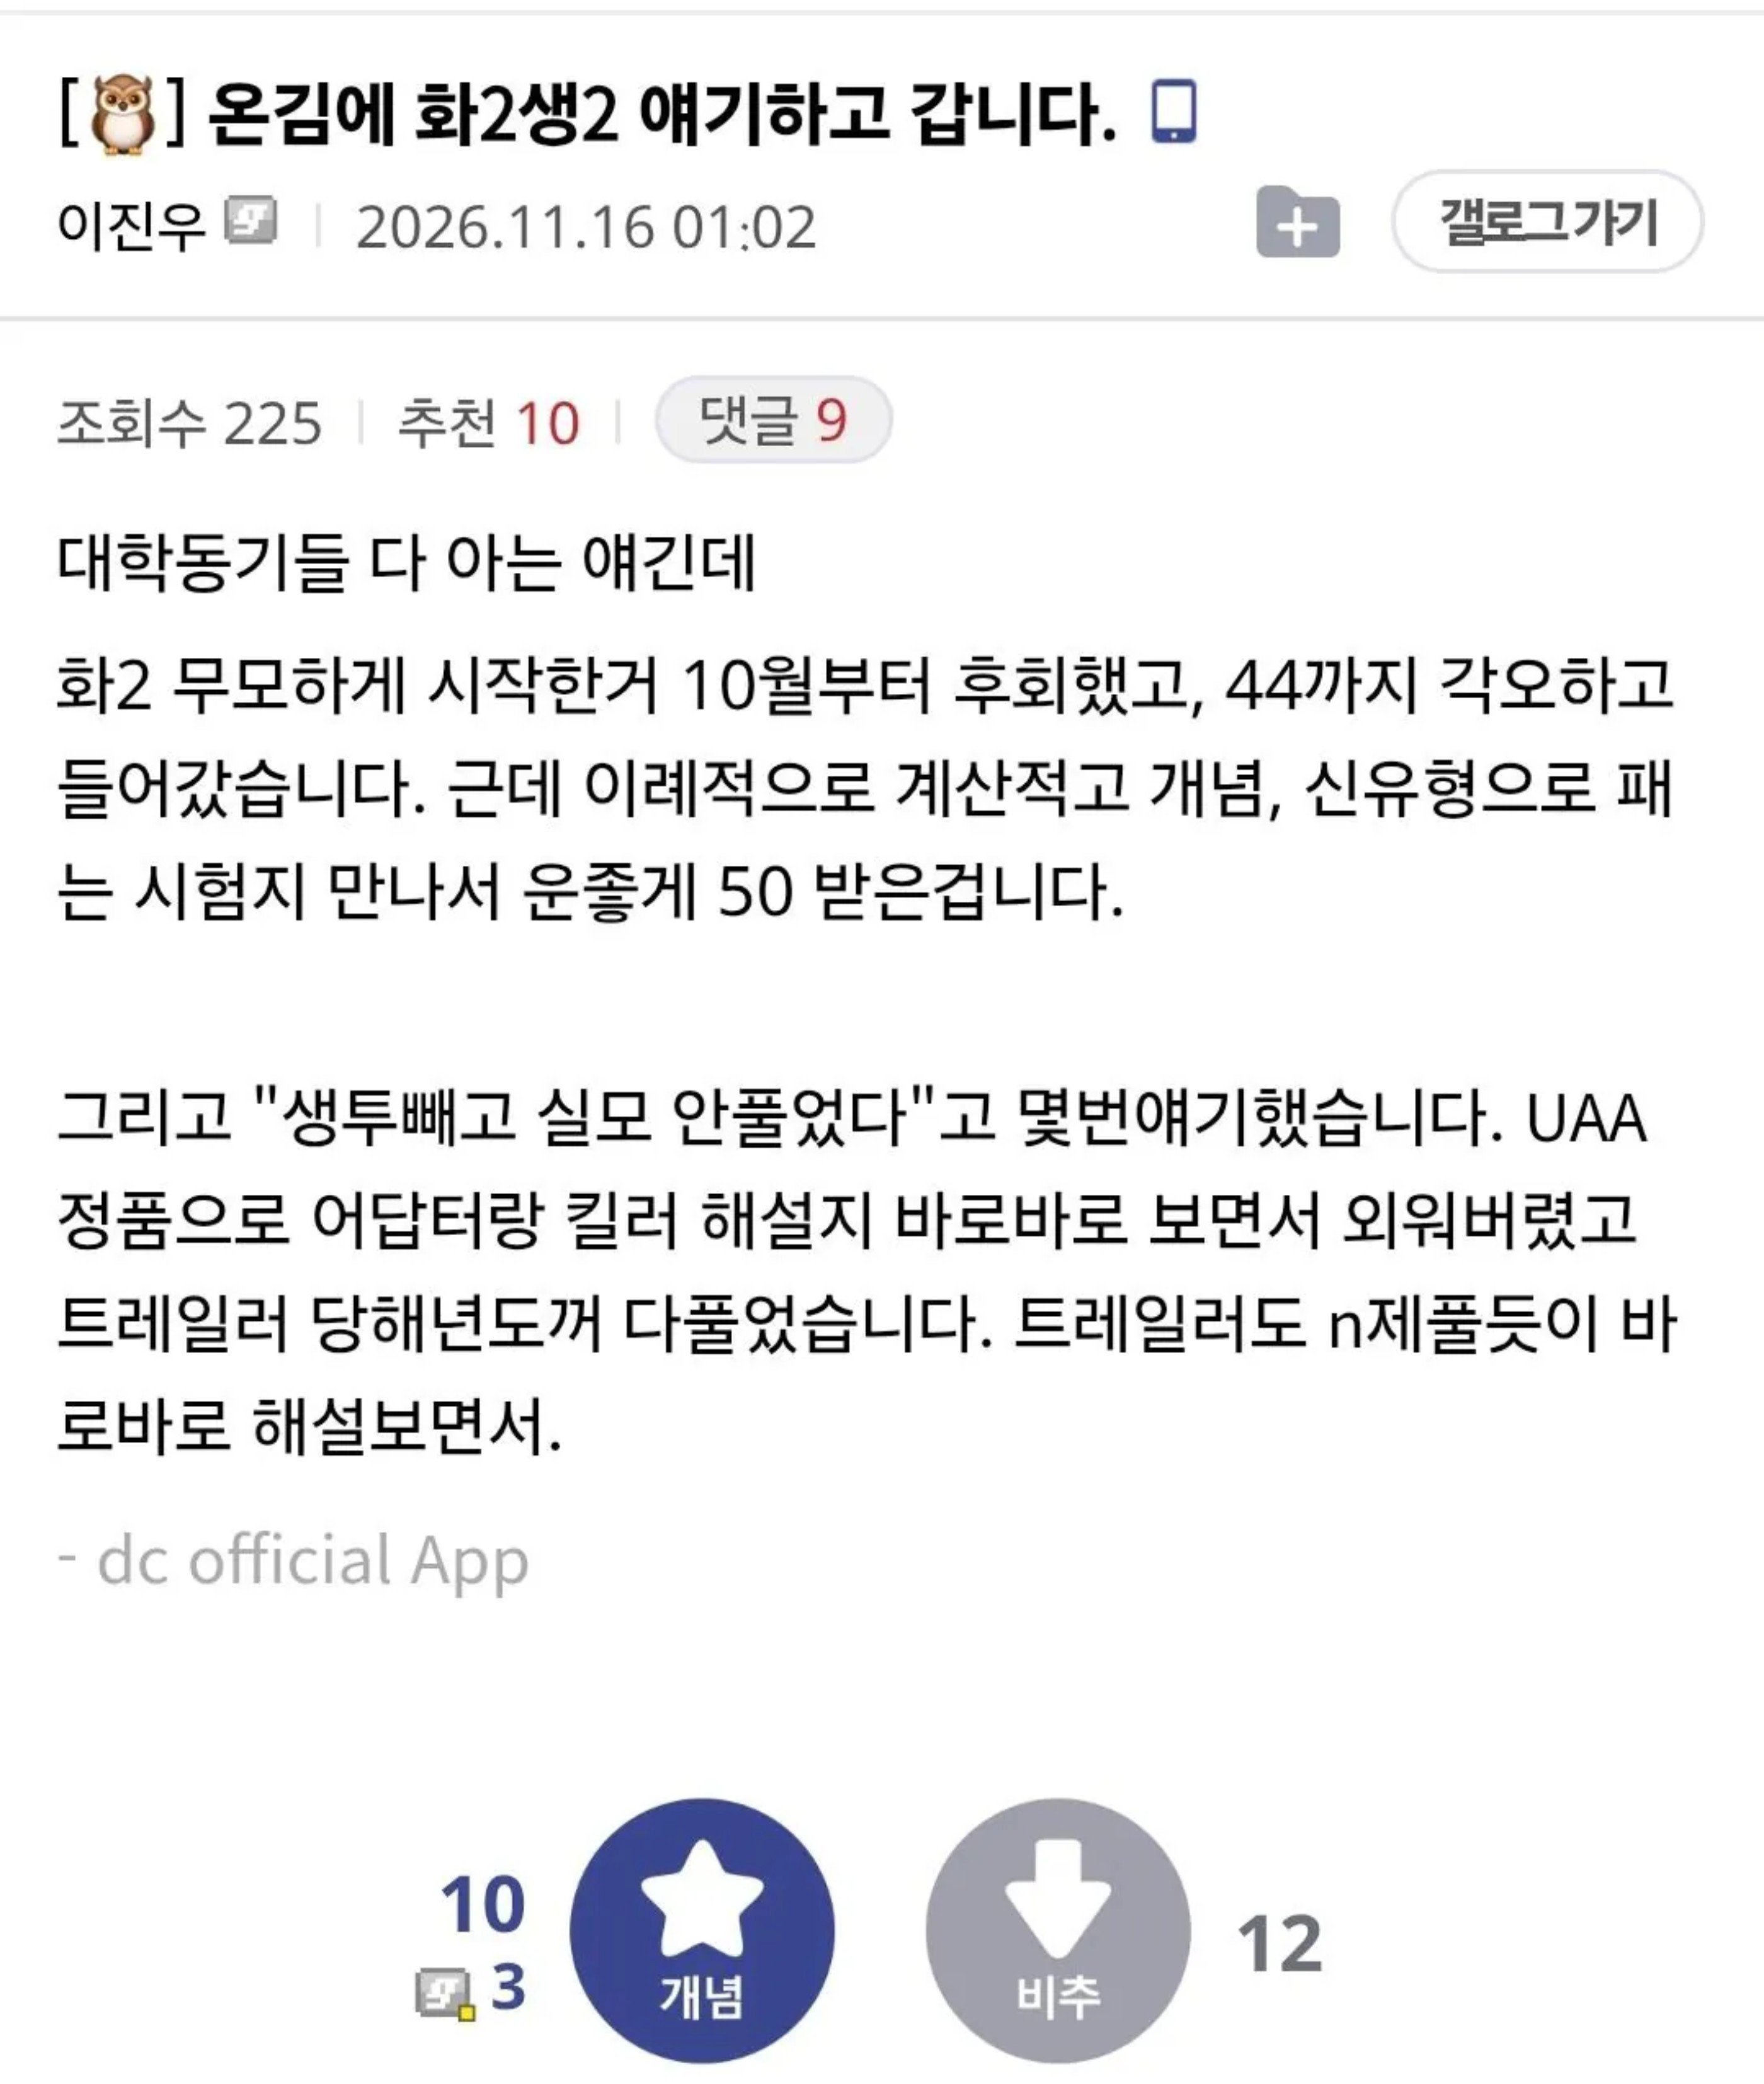 [🦉] 온김에 화2생2 얘기하고 갑니다.
이진우 2026.11.16 01:02 갤로그 가기
조회수 225 추천 10 댓글 9
대학동기들 다 아는 얘긴데
화2 무모하게 시작한거 10월부터 후회했고, 44까지 각오하고
들어갔습니다. 근데 이례적으로 계산적고 개념, 신유형으로 패
는 시험지 만나서 운좋게 50 받은겁니다.
그리고 "생투빼고 실모 안풀었다"고 몇번얘기했습니다. UAA
정품으로 어답터랑 킬러 해설지 바로바로 보면서 외워버렸고
트레일러 당해년도꺼 다풀었습니다. 트레일러도 n제풀듯이 바
로바로 해설보면서.
- dc official App
10
3
개념
비추
12